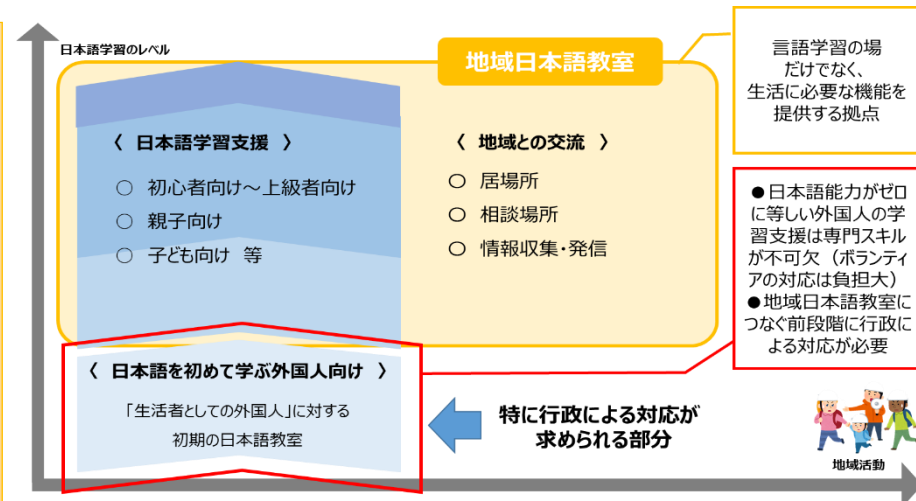 日本語学習のレベル
地域日本語教室
〈 日本語学習支援 〉
○ 初心者向け～上級者向け
○ 親子向け
○ 子ども向け 等
〈 地域との交流 〉
○ 居場所
○ 相談場所
○ 情報収集・発信
言語学習の場
だけでなく、
生活に必要な機能を
提供する拠点
●日本語能力がゼロ
に等しい外国人の学
習支援は専門スキル
が不可欠（ボランティ
アの対応は負担大）
●地域日本語教室に
つなぐ前段階に行政に
よる対応が必要
〈 日本語を初めて学ぶ外国人向け 〉
「生活者としての外国人」に対する
初期の日本語教室
特に行政による対応が
求められる部分
地域活動